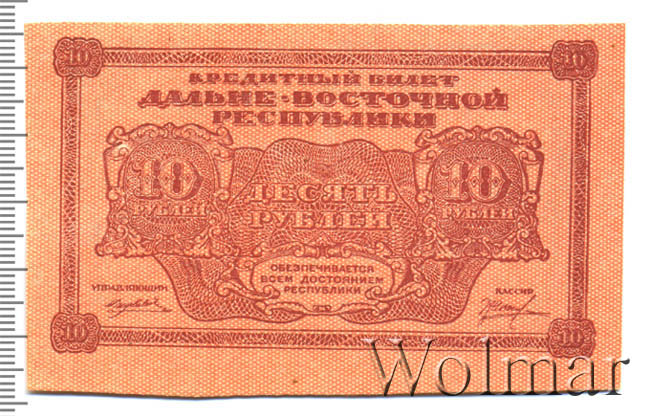 10 10
КРЕДИТНЫЙ БИЛЕТ
ДАЛЬНЕ-ВОСТОЧНОЙ
РЕСПУБЛИКИ
10 РУБЛЕЙ
ДЕСЯТЬ РУБЛЕЙ
10 РУБЛЕЙ
ОБЕЗПЕЧИВАЕТСЯ
ВСЕМ ДОСТОЯНИЕМ
РЕСПУБЛИКИ
УПРАВЛЯЮЩИЙ
КАССИР
10 10
Wolmar